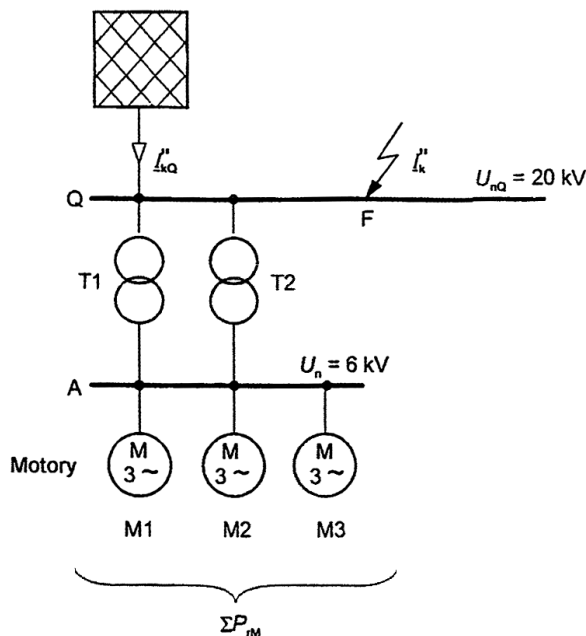 I"kQ
I"k
UnQ = 20 kV
Q
F
T1
T2
Un = 6 kV
A
Motory
M
3 ~
M
3 ~
M
3 ~
M1
M2
M3
ΣPrM